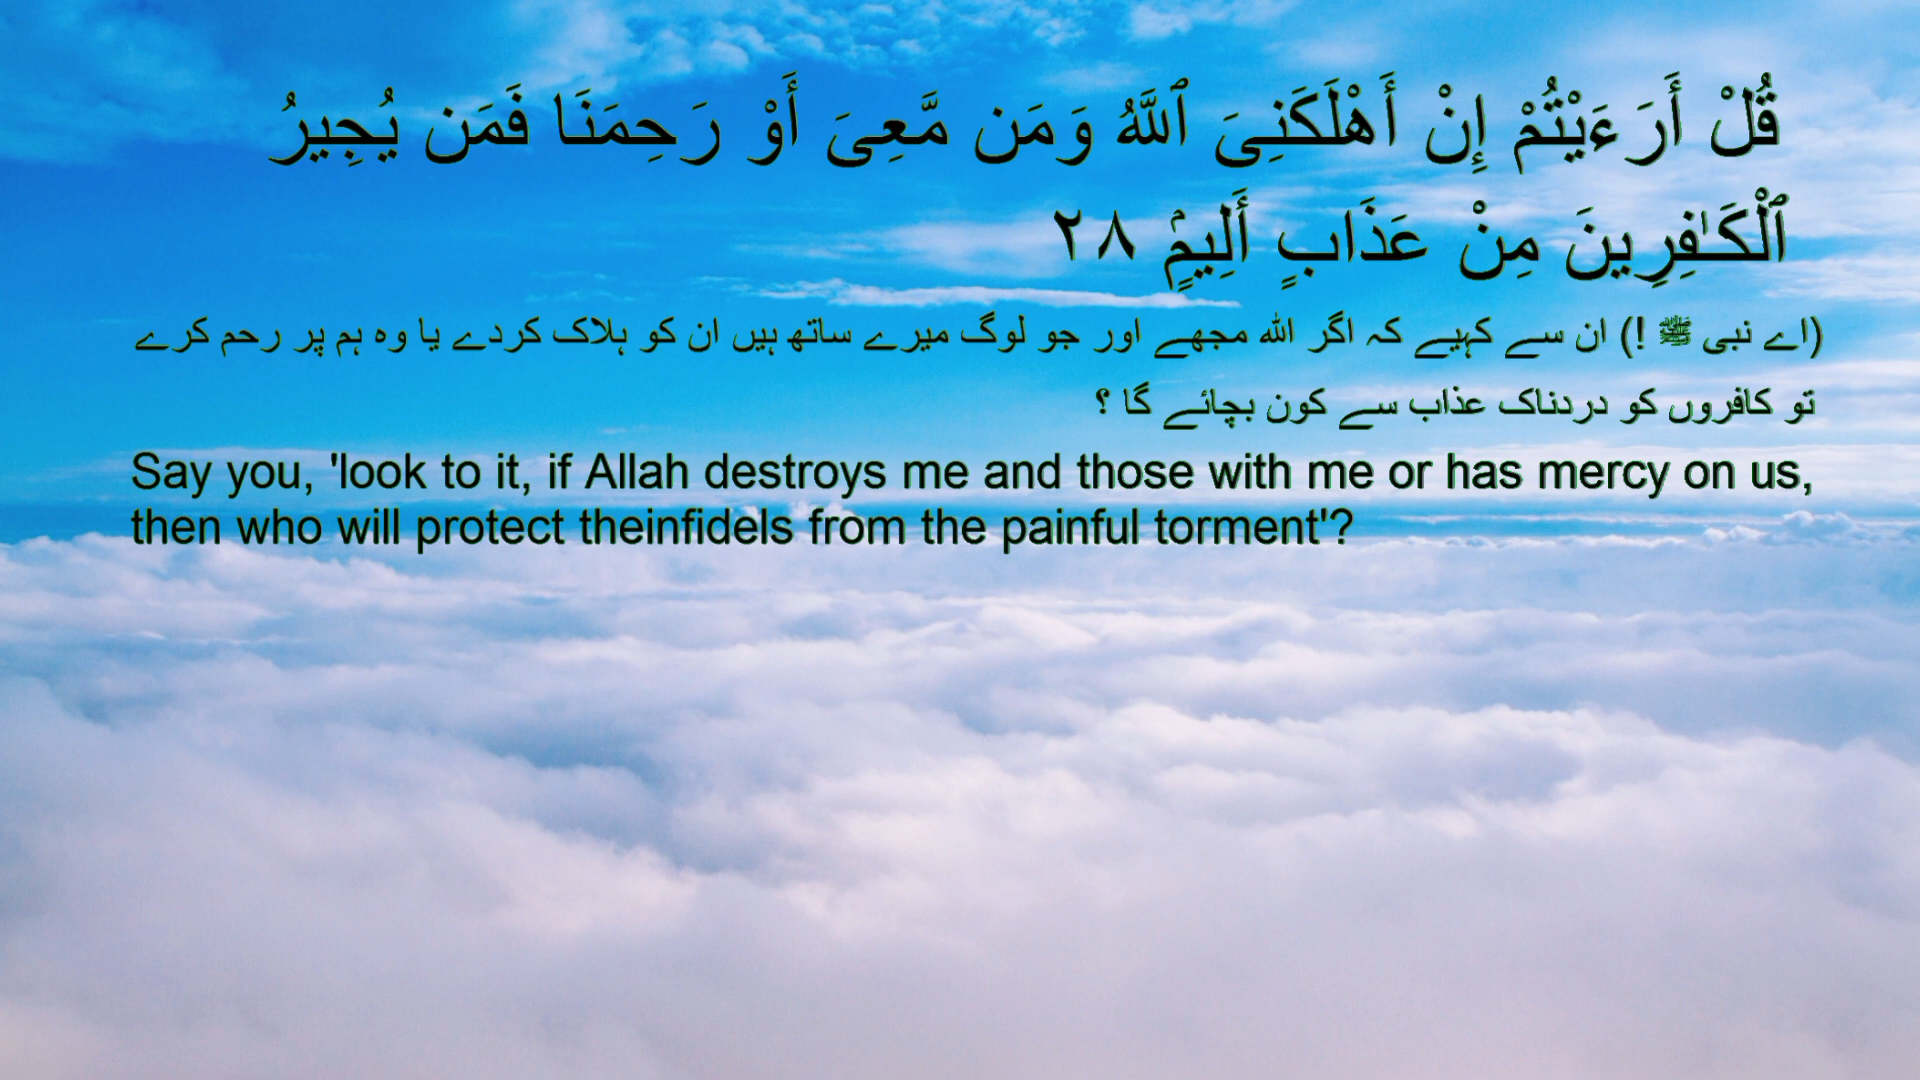 قُلْ أَرَءَيْتُمْ إِنْ أَهْلَكَنِىَ ٱللَّهُ وَمَن مَّعِىَ أَوْ رَحِمَنَا فَمَن يُجِيرُ
ٱلْكَـٰفِرِينَ مِنْ عَذَابٍ أَلِيمٍۢ ٢٨
(اے نبی ﷺ !) ان سے کہیے کہ اگر اللہ مجھے اور جو لوگ میرے ساتھ ہیں ان کو ہلاک کردے یا وہ ہم پر رحم کرے
تو کافروں کو دردناک عذاب سے کون بچائے گا ؟
Say you, 'look to it, if Allah destroys me and those with me or has mercy on us,
then who will protect theinfidels from the painful torment'?